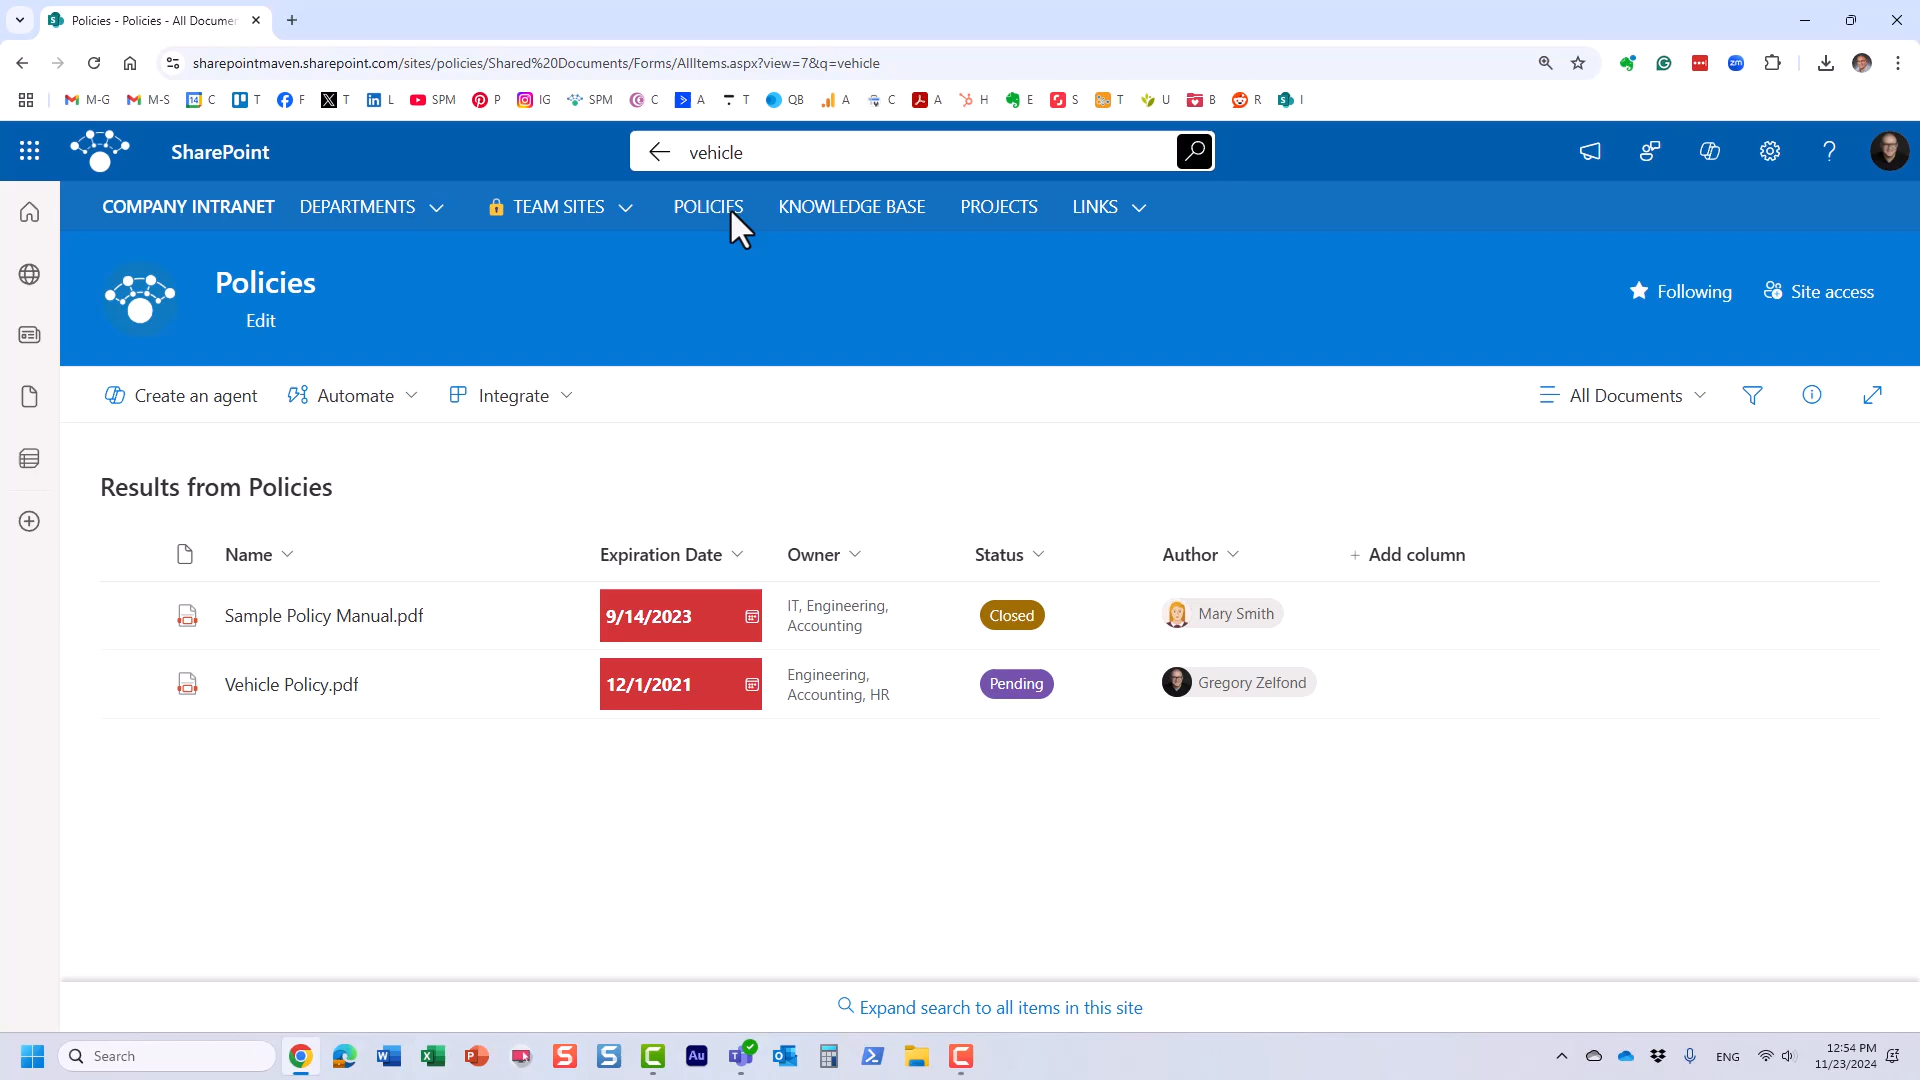 Policies - Policies - All Documen
sharepointmaven.sharepoint.com/sites/policies/Shared%20Documents/Forms/AllItems.aspx?view=7&q=vehicle
M-G M-S C T F T L SPM P IG SPM C A T QB A C A H E S T U B R I
SharePoint
vehicle
COMPANY INTRANET DEPARTMENTS TEAM SITES POLICIES KNOWLEDGE BASE PROJECTS LINKS
Policies
Edit
Following Site access
Create an agent Automate Integrate All Documents
Results from Policies
Name Expiration Date Owner Status Author + Add column
Sample Policy Manual.pdf 9/14/2023 IT, Engineering, Accounting Closed Mary Smith
Vehicle Policy.pdf 12/1/2021 Engineering, Accounting, HR Pending Gregory Zelfond
Expand search to all items in this site
Search
ENG
12:54 PM
11/23/2024